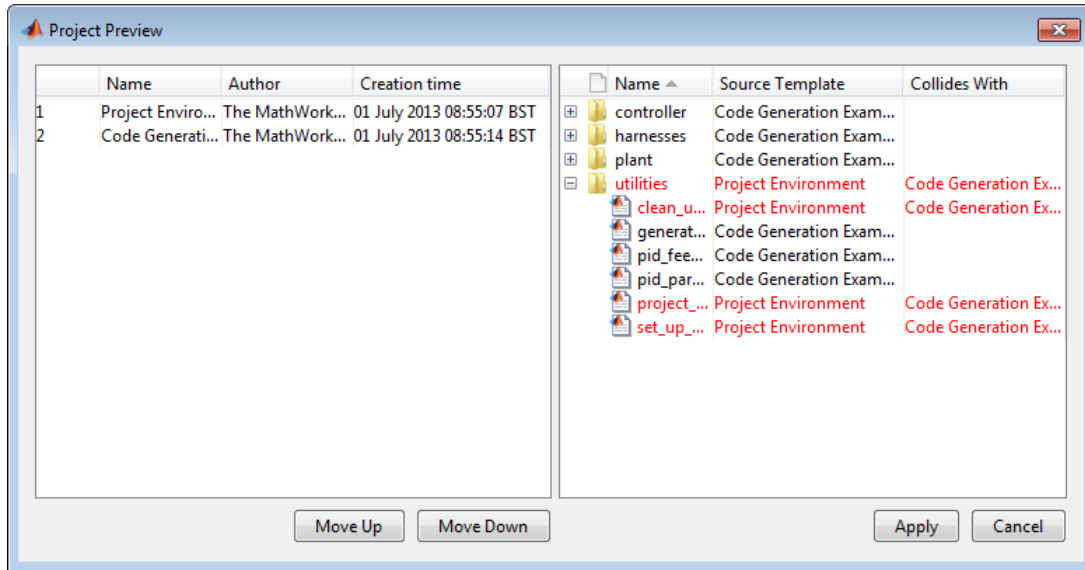 Project Preview
Name Author Creation time
1 Project Enviro... The MathWork... 01 July 2013 08:55:07 BST
2 Code Generati... The MathWork... 01 July 2013 08:55:14 BST
Name Source Template Collides With
controller Code Generation Exam...
harnesses Code Generation Exam...
plant Code Generation Exam...
utilities Project Environment Code Generation Ex...
clean_u... Project Environment Code Generation Ex...
generat... Code Generation Exam...
pid_fee... Code Generation Exam...
pid_par... Code Generation Exam...
project_... Project Environment Code Generation Ex...
set_up_... Project Environment Code Generation Ex...
Move Up Move Down Apply Cancel